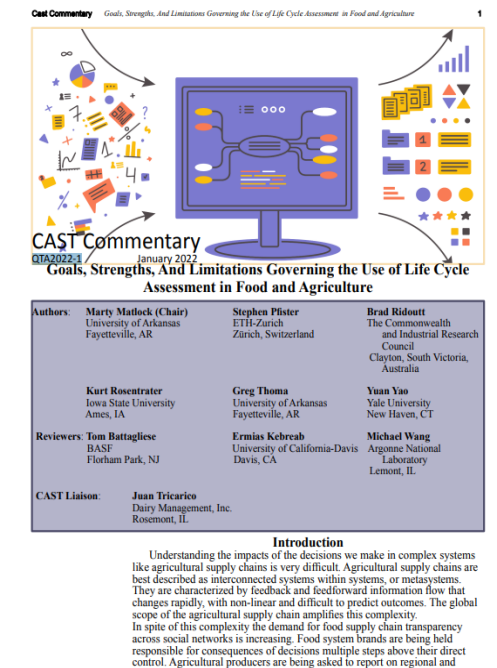 Cast Commentary Goals, Strengths, And Limitations Governing the Use of Life Cycle Assessment in Food and Agriculture 1
1
2
1
4
7
?
CAST Commentary
QTA2022-1 January 2022
Goals, Strengths, And Limitations Governing the Use of Life Cycle
Assessment in Food and Agriculture
Authors: Marty Matlock (Chair) Stephen Pfister Brad Ridoutt
University of Arkansas ETH-Zurich The Commonwealth
Fayetteville, AR Zürich, Switzerland and Industrial Research
Council
Clayton, South Victoria,
Australia
Kurt Rosentrater Greg Thoma Yuan Yao
Iowa State University University of Arkansas Yale University
Ames, IA Fayetteville, AR New Haven, CT
Reviewers: Tom Battagliese Ermias Kebreab Michael Wang
BASF University of California-Davis Argonne National
Florham Park, NJ Davis, CA Laboratory
Lemont, IL
CAST Liaison: Juan Tricarico
Dairy Management, Inc.
Rosemont, IL
Introduction
Understanding the impacts of the decisions we make in complex systems
like agricultural supply chains is very difficult. Agricultural supply chains are
best described as interconnected systems within systems, or metasystems.
They are characterized by feedback and feedforward information flow that
changes rapidly, with non-linear and difficult to predict outcomes. The global
scope of the agricultural supply chain amplifies this complexity.
In spite of this complexity the demand for food supply chain transparency
across social networks is increasing. Food system brands are being held
responsible for consequences of decisions multiple steps above their direct
control. Agricultural producers are being asked to report on regional and